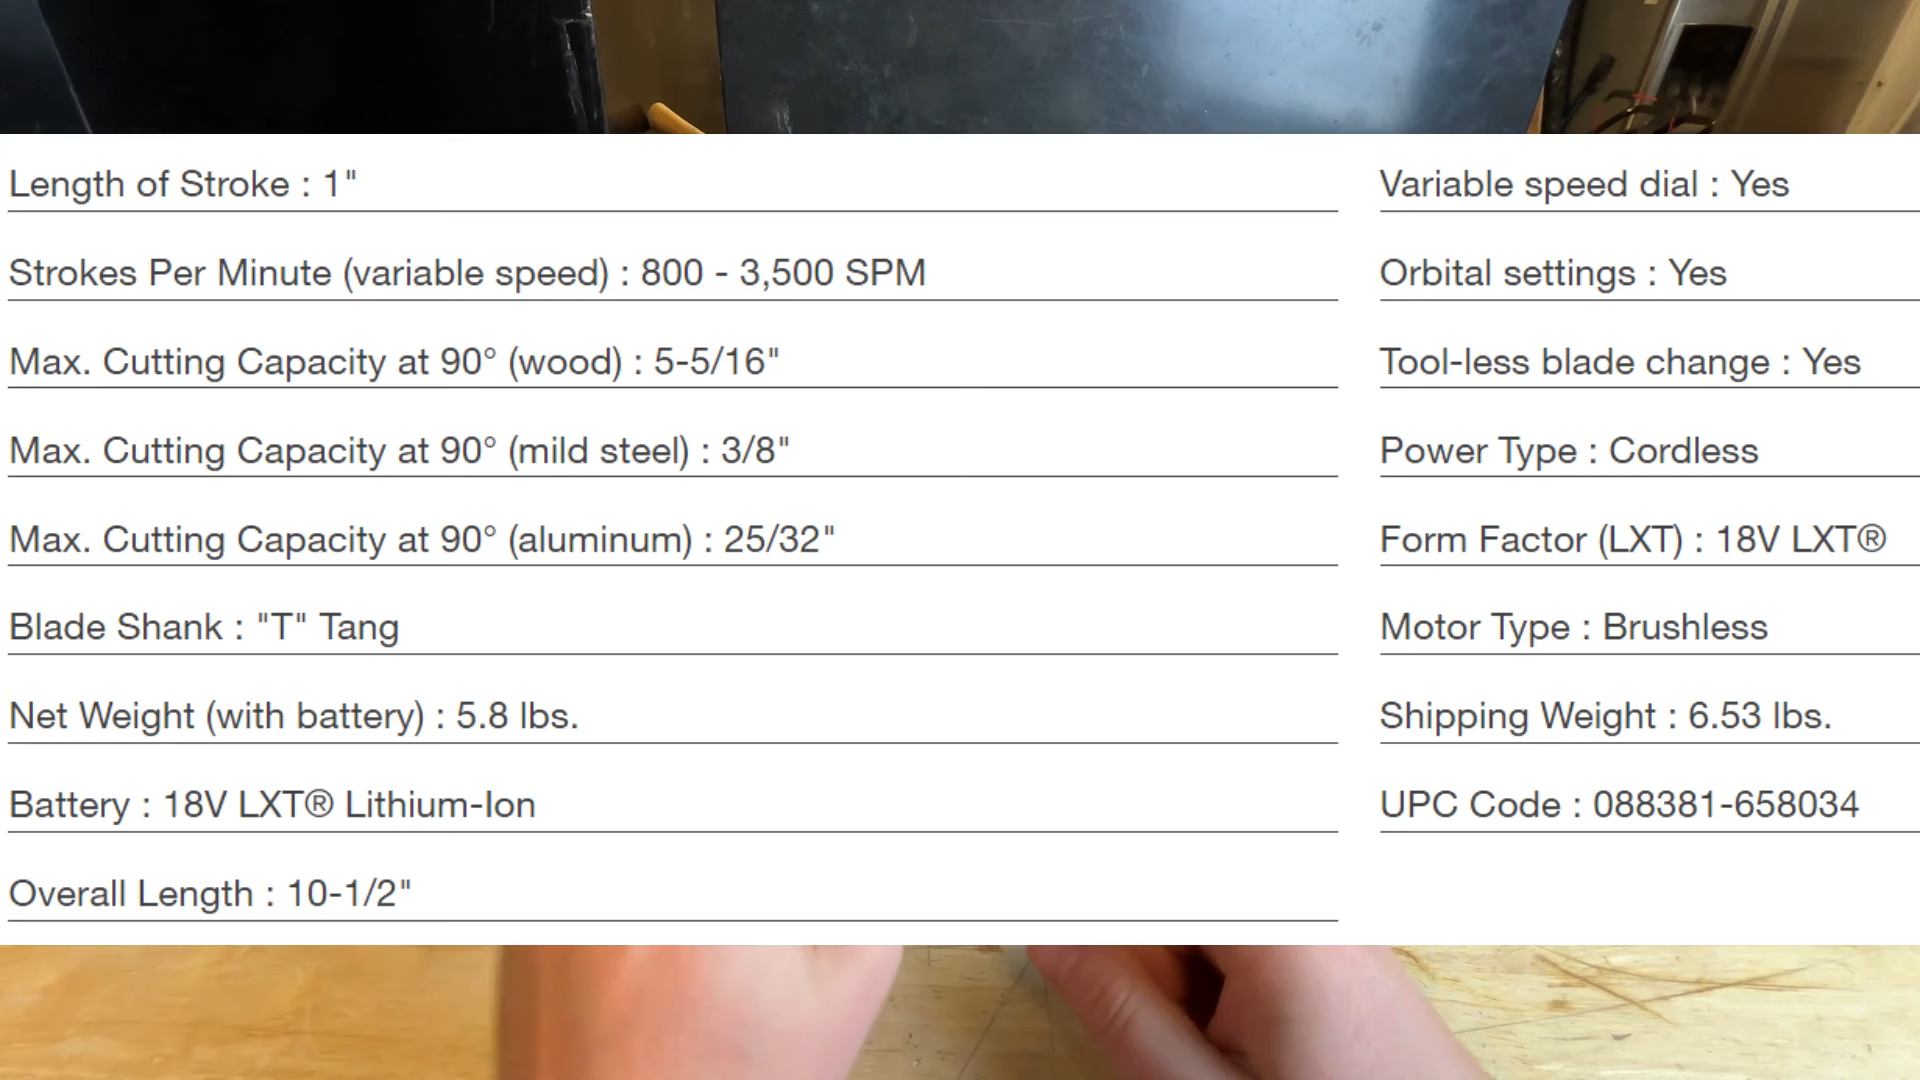 Length of Stroke : 1"
Strokes Per Minute (variable speed) : 800 - 3,500 SPM
Max. Cutting Capacity at 90° (wood) : 5-5/16"
Max. Cutting Capacity at 90° (mild steel) : 3/8"
Max. Cutting Capacity at 90° (aluminum) : 25/32"
Blade Shank : "T" Tang
Net Weight (with battery) : 5.8 lbs.
Battery : 18V LXT® Lithium-Ion
Overall Length : 10-1/2"
Variable speed dial : Yes
Orbital settings : Yes
Tool-less blade change : Yes
Power Type : Cordless
Form Factor (LXT) : 18V LXT®
Motor Type : Brushless
Shipping Weight : 6.53 lbs.
UPC Code : 088381-658034